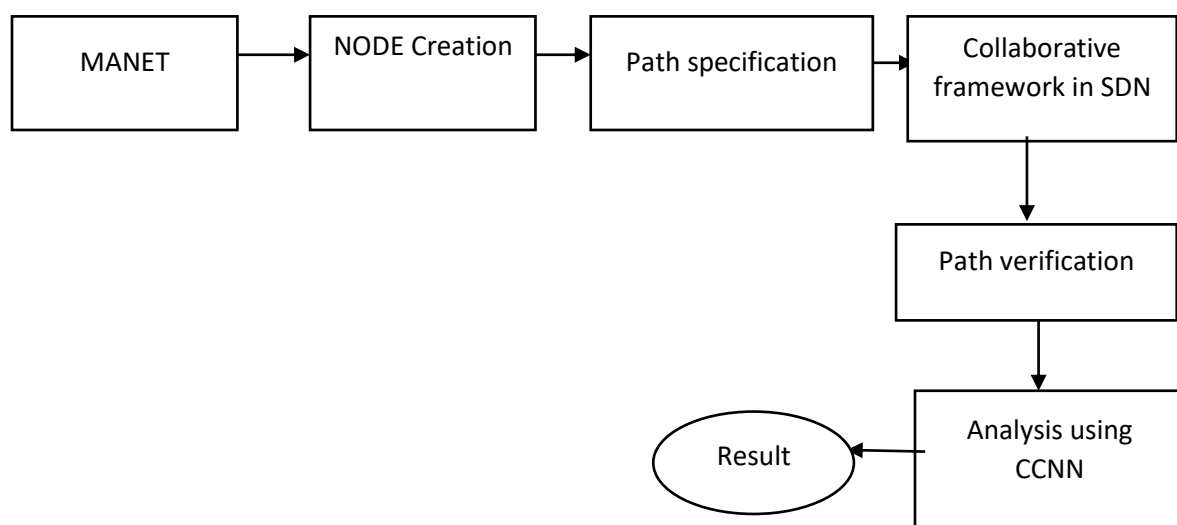 MANET
NODE Creation
Path specification
Collaborative
framework in SDN
Path verification
Analysis using
CCNN
Result